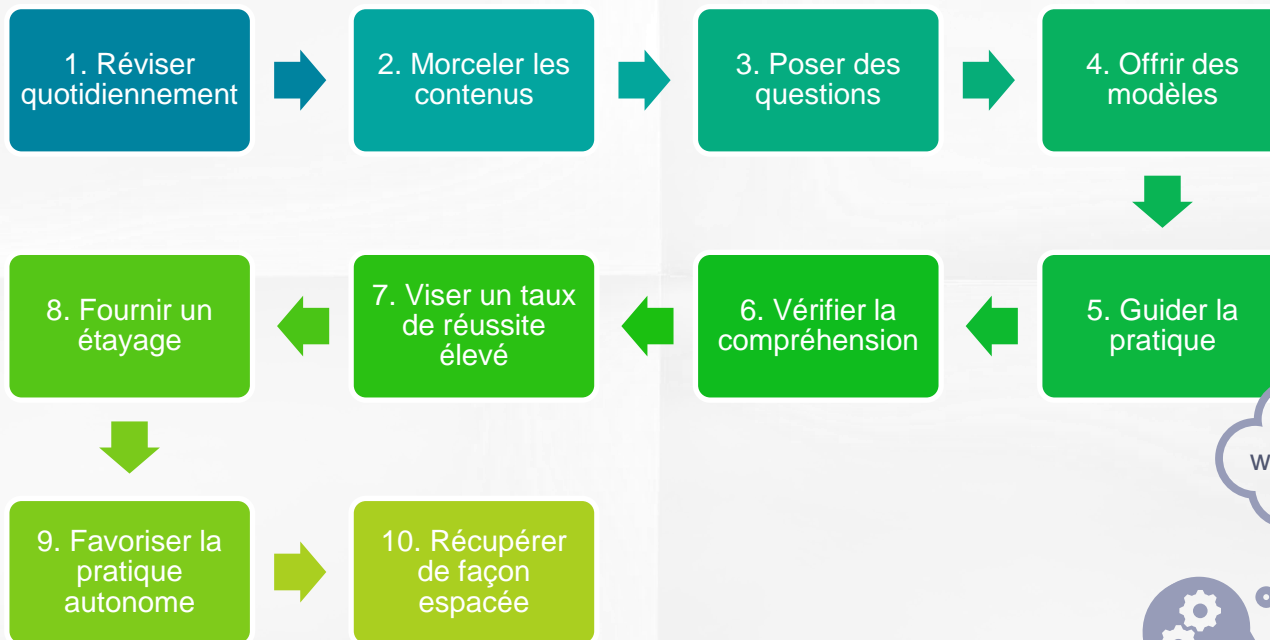 1. Réviser
quotidiennement
2. Morceler les
contenus
3. Poser des
questions
4. Offrir des
modèles
5. Guider la
pratique
6. Vérifier la
compréhension
7. Viser un taux
de réussite
élevé
8. Fournir un
étayage
9. Favoriser la
pratique
autonome
10. Récupérer
de façon
espacée